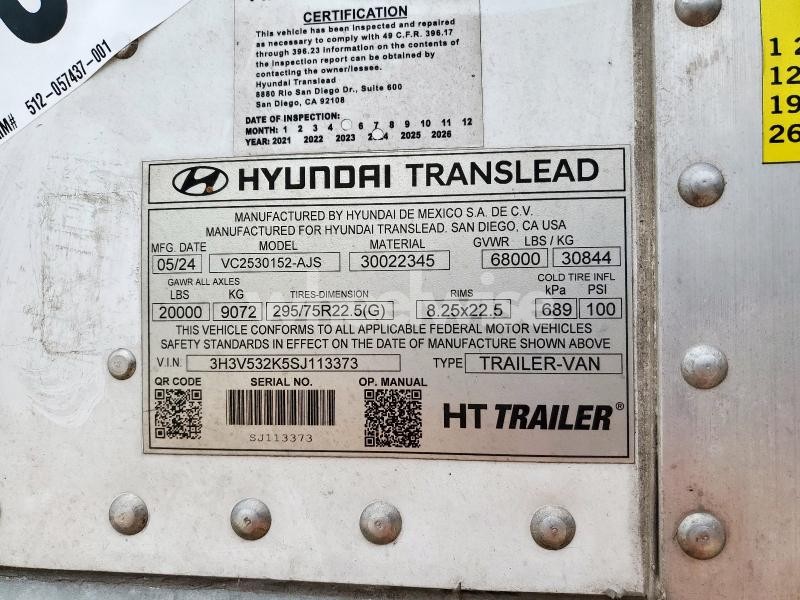 CERTIFICATION
This vehicle has been inspected and repaired
as necessary to comply with 49 C.F.R. 396.17
through 396.23 information on the contents of
the inspection report can be obtained by
contacting the owner/lessee.
Hyundai Translead
8880 Rio San Diego Dr., Suite 600
San Diego, CA 92108
DATE OF INSPECTION:
MONTH: 1 2 3 4 6 7 8 9 10 11 12
YEAR: 2021 2022 2023 2025 2026
512-057437-001
1 2
12
19
26
HYUNDAI TRANSLEAD
MANUFACTURED BY HYUNDAI DE MEXICO S.A. DE C.V.
MANUFACTURED FOR HYUNDAI TRANSLEAD. SAN DIEGO, CA USA
MFG. DATE MODEL MATERIAL GVWR LBS / KG
05/24 VC2530152-AJS 30022345 68000 30844
GAWR ALL AXLES COLD TIRE INFL
LBS KG TIRES-DIMENSION RIMS kPa PSI
20000 9072 295/75R22.5(G) 8.25x22.5 689 100
THIS VEHICLE CONFORMS TO ALL APPLICABLE FEDERAL MOTOR VEHICLES
SAFETY STANDARDS IN EFFECT ON THE DATE OF MANUFACTURE SHOWN ABOVE
V.I.N. 3H3V532K5SJ113373 TYPE TRAILER-VAN
QR CODE SERIAL NO. OP. MANUAL
SJ113373
HT TRAILER®